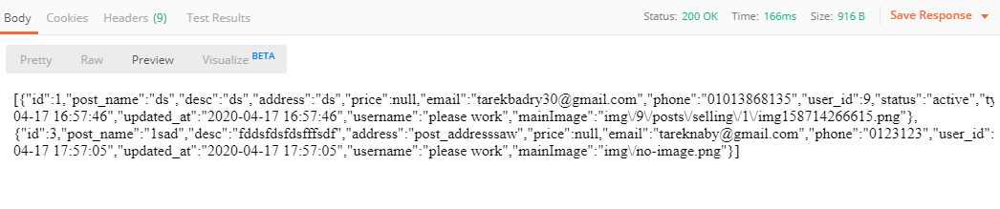 Body Cookies Headers (9) Test Results Status: 200 OK Time: 166ms Size: 916 B Save Response
Pretty Raw Preview Visualize BETA
[{"id":1,"post_name":"ds","desc":"ds","address":"ds","price":null,"email":"tarekbadry30@gmail.com","phone":"01013868135","user_id":9,"status":"active","ty
04-17 16:57:46","updated_at":"2020-04-17 16:57:46","username":"please work","mainImage":"img\/9\/posts\/selling\/1\/img158714266615.png"},
{"id":3,"post_name":"1sad","desc":"fddsfdsfdsfffsdf","address":"post_addresssaw","price":null,"email":"tareknaby@gmail.com","phone":"0123123","user_id":
04-17 17:57:05","updated_at":"2020-04-17 17:57:05","username":"please work","mainImage":"img\/no-image.png"}]